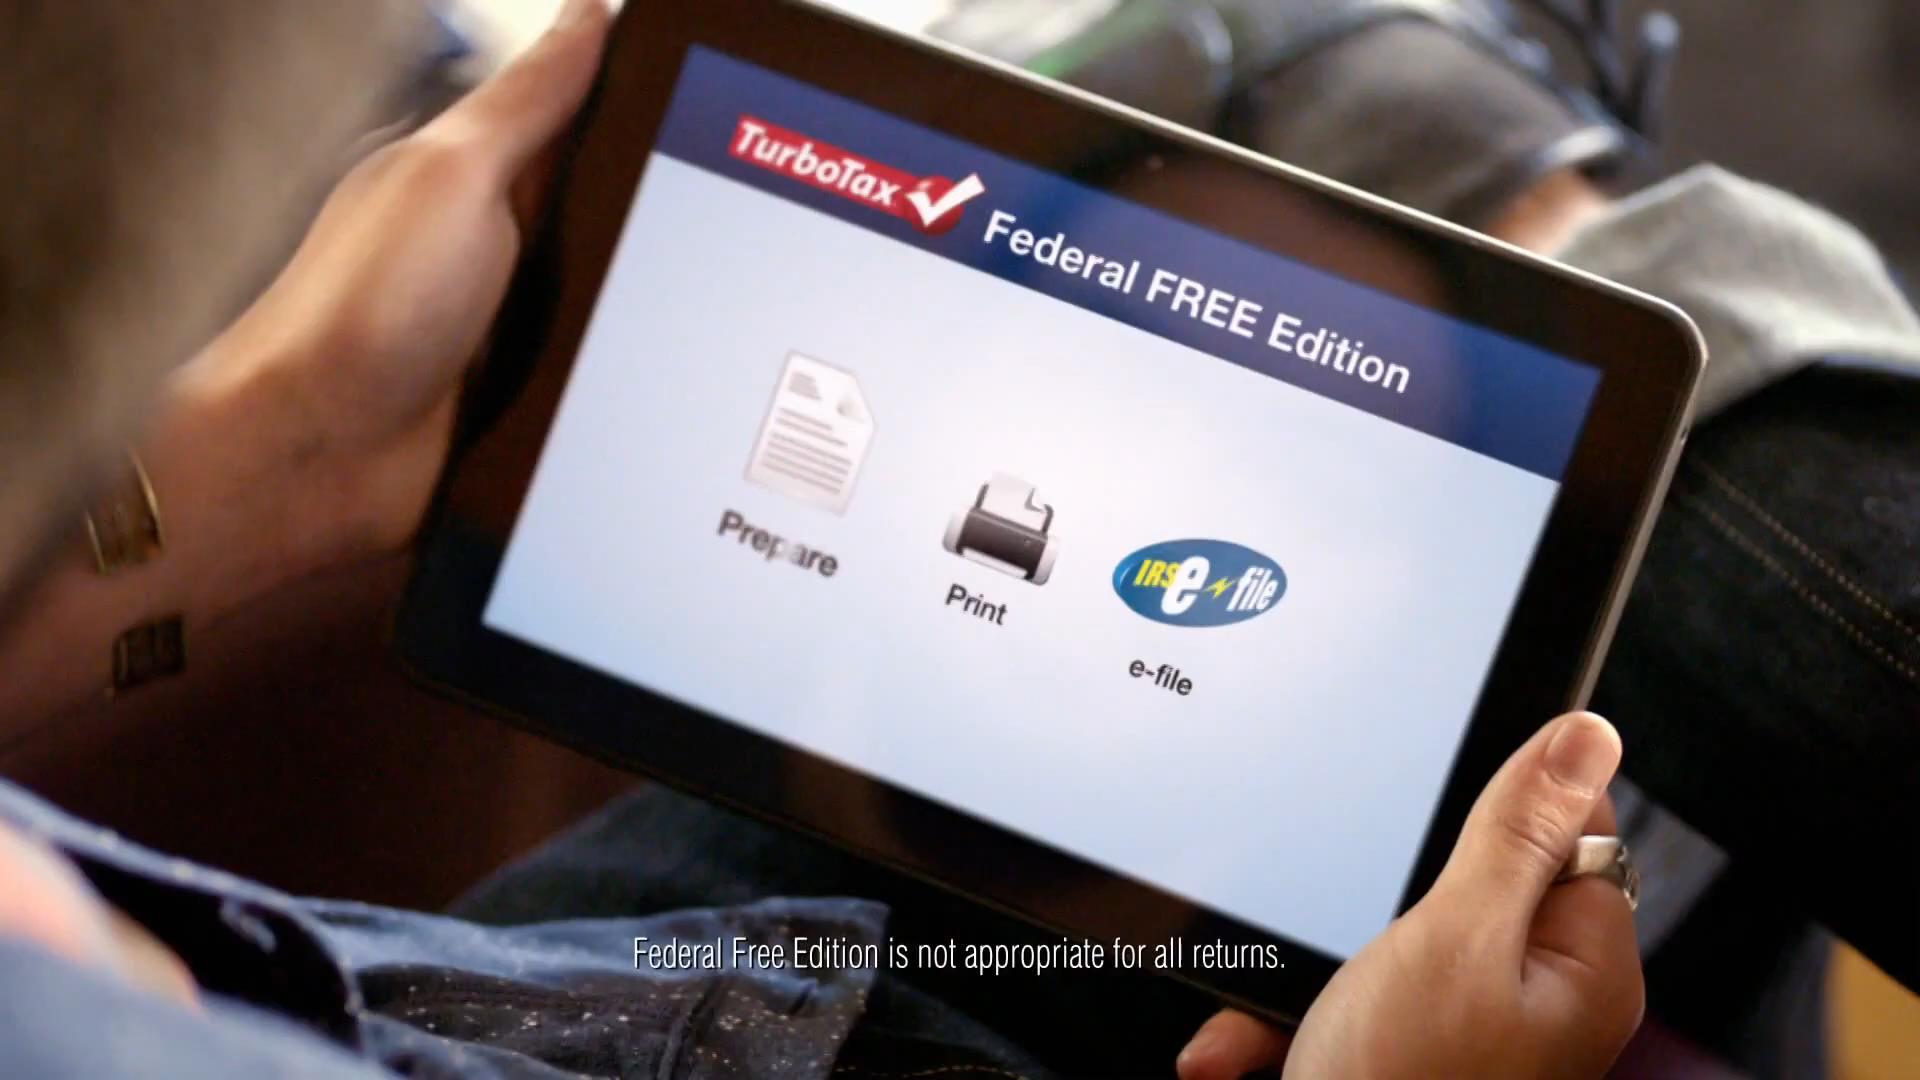 TurboTax Federal FREE Edition
Prepare
Print
IRS e-file
e-file
Federal Free Edition is not appropriate for all returns.